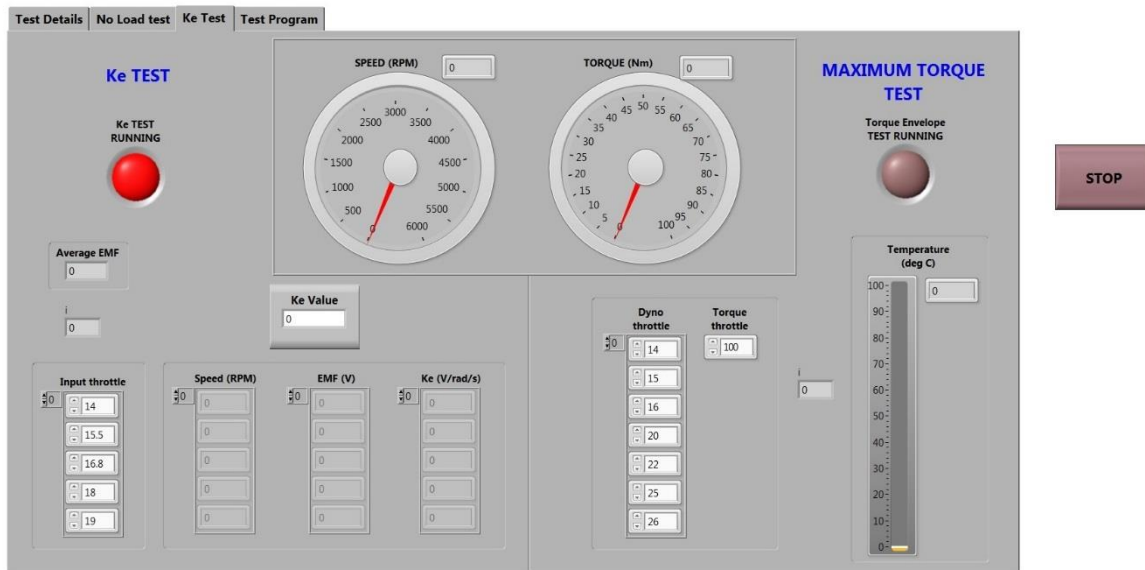 Test Details No Load test Ke Test Test Program
Ke TEST
Ke TEST
RUNNING
SPEED (RPM) 0
0 500 1000 1500 2000 2500 3000 3500 4000 4500 5000 5500 6000
TORQUE (Nm) 0
0 5 10 15 20 25 30 35 40 45 50 55 60 65 70 75 80 85 90 95 100
MAXIMUM TORQUE
TEST
Torque Envelope
TEST RUNNING
STOP
Average EMF
0
i
0
Ke Value
0
Input throttle
0 14
15.5
16.8
18
19
Speed (RPM)
0 0
0
0
0
0
EMF (V)
0 0
0
0
0
0
Ke (V/rad/s)
0 0
0
0
0
0
Dyno
throttle
0 14
15
16
20
22
25
26
Torque
throttle
100
i
0
Temperature
(deg C)
0
100
90
80
70
60
50
40
30
20
10
0